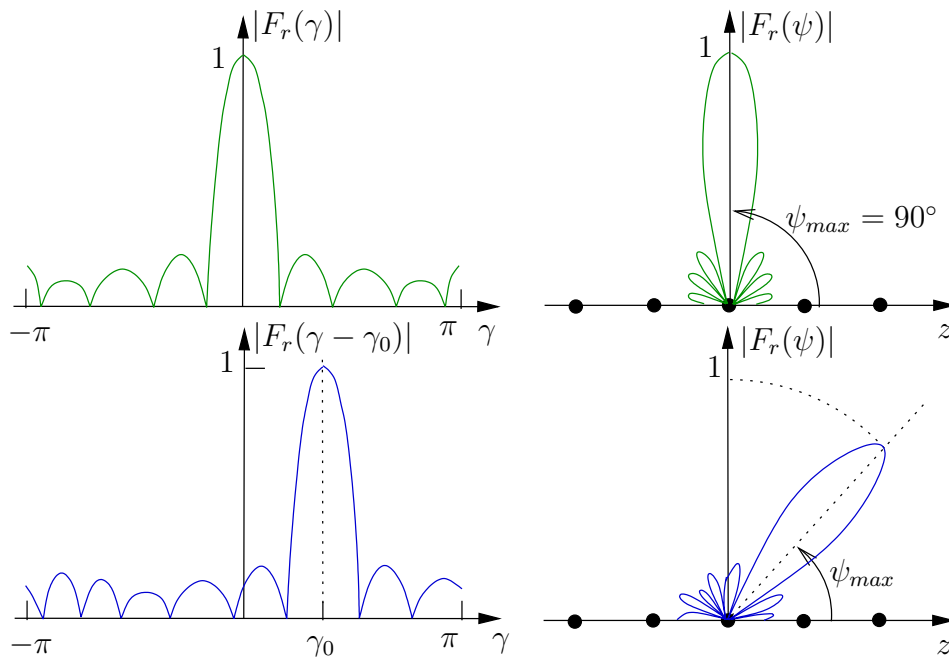 |F_r(γ)|
1
−π
π
γ
|F_r(ψ)|
1
ψ_max = 90°
z
|F_r(γ − γ_0)|
1
−π
γ_0
π
γ
|F_r(ψ)|
1
ψ_max
z